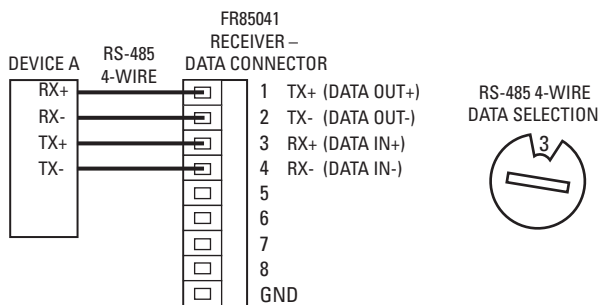 FR85041
RECEIVER –
DATA CONNECTOR
DEVICE A
RS-485
4-WIRE
RX+
RX-
TX+
TX-
1 TX+ (DATA OUT+)
2 TX- (DATA OUT-)
3 RX+ (DATA IN+)
4 RX- (DATA IN-)
5
6
7
8
GND
RS-485 4-WIRE
DATA SELECTION
3